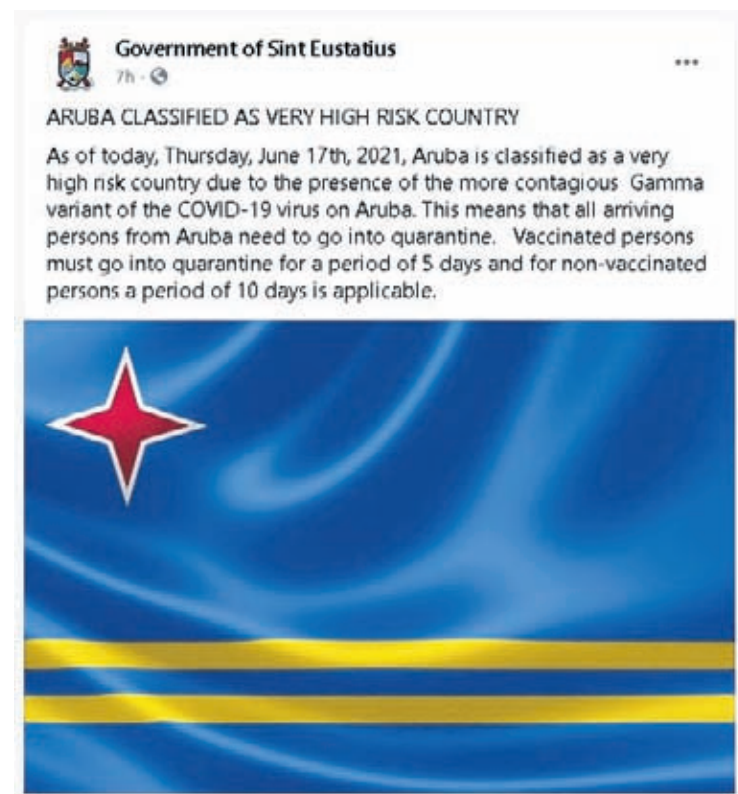 Government of Sint Eustatius
7h ·
ARUBA CLASSIFIED AS VERY HIGH RISK COUNTRY
As of today, Thursday, June 17th, 2021, Aruba is classified as a very
high risk country due to the presence of the more contagious Gamma
variant of the COVID-19 virus on Aruba. This means that all arriving
persons from Aruba need to go into quarantine. Vaccinated persons
must go into quarantine for a period of 5 days and for non-vaccinated
persons a period of 10 days is applicable.